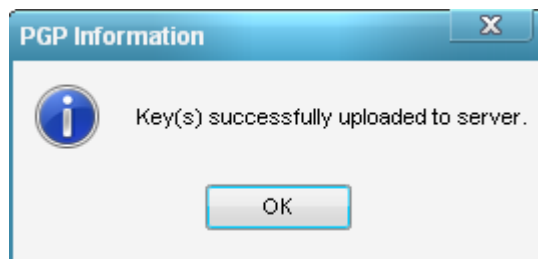 PGP Information
Key(s) successfully uploaded to server.
OK